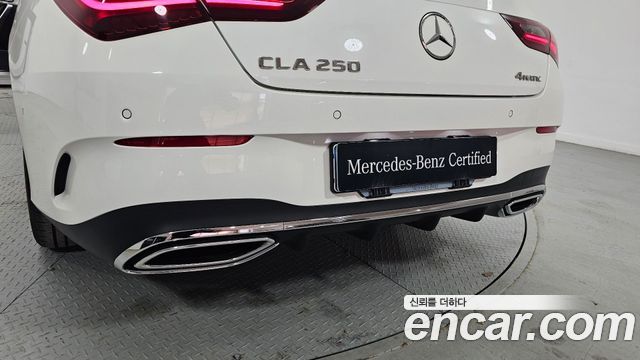 CLA 250
4MATIC
Mercedes-Benz Certified
신뢰를 더하다
encar.com